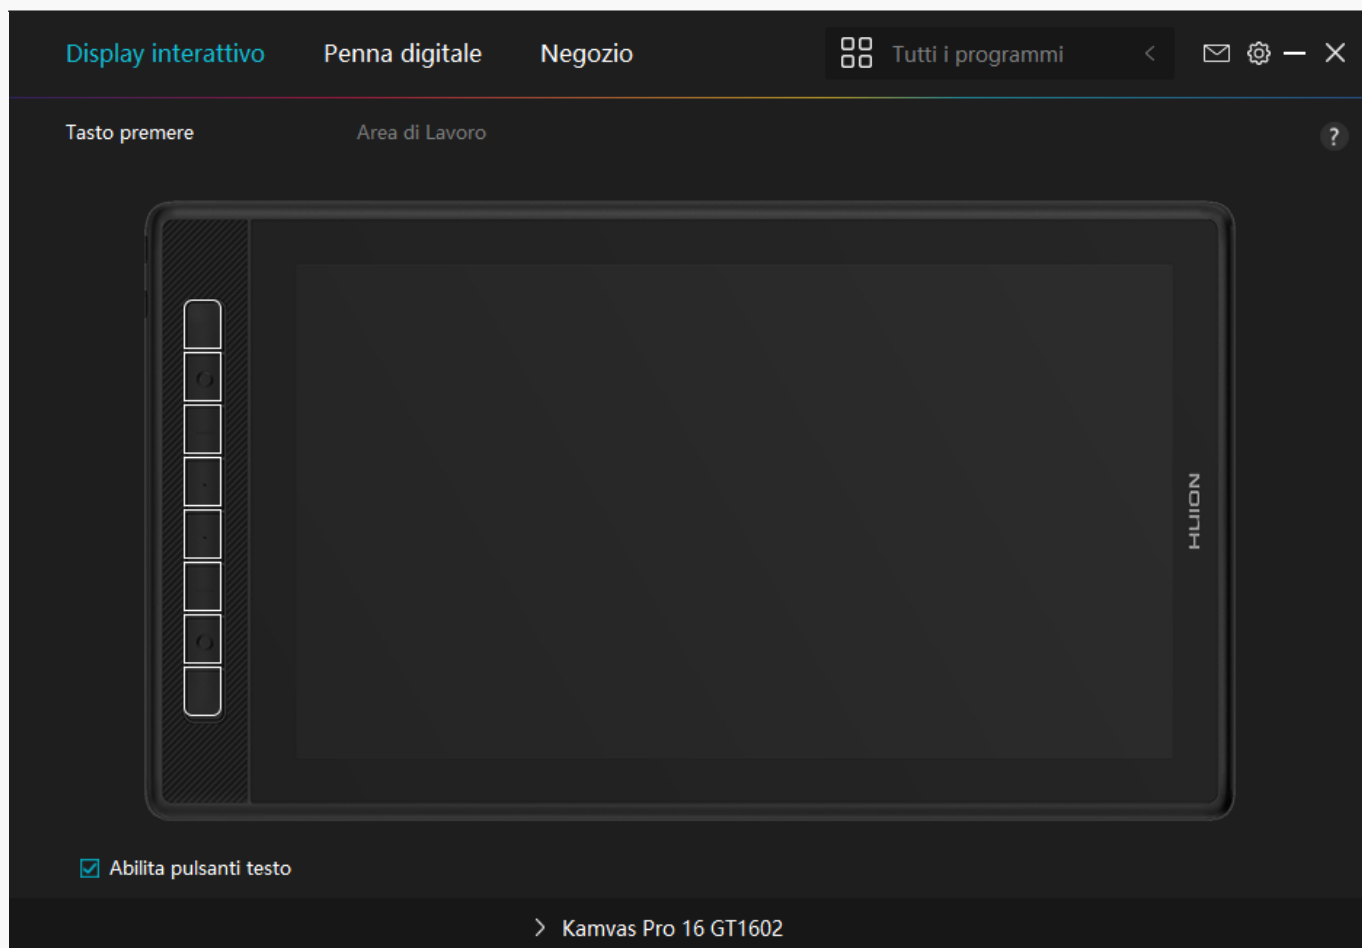 Display interattivo Penna digitale Negozio Tutti i programmi
Tasto premere Area di Lavoro ?
HUION
Abilita pulsanti testo
Kamvas Pro 16 GT1602